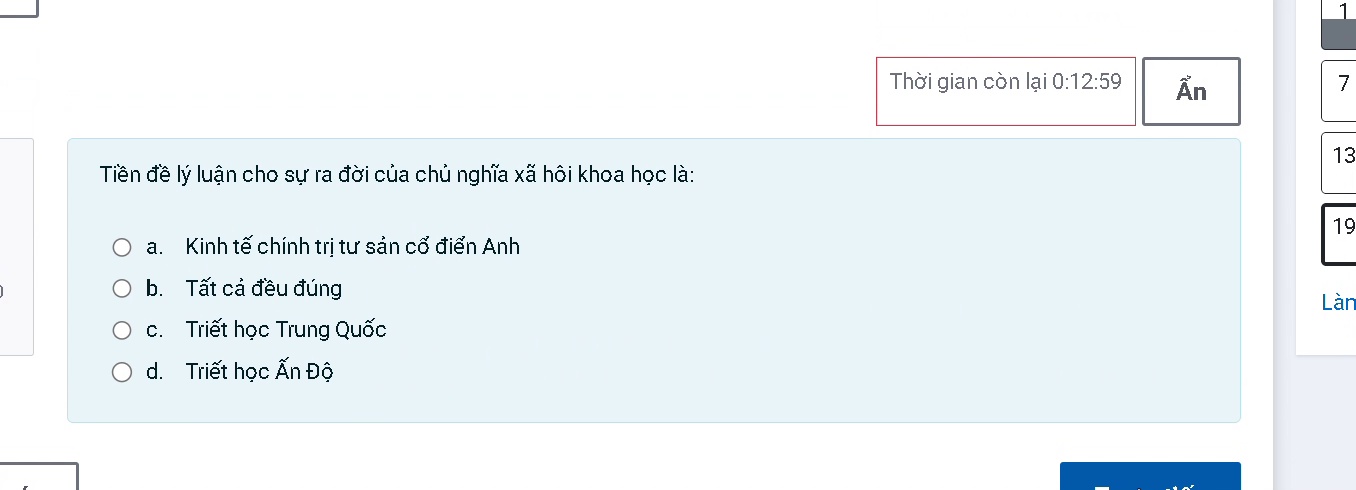 1
Thời gian còn lại 0:12:59
Ẩn
7
Tiền đề lý luận cho sự ra đời của chủ nghĩa xã hôi khoa học là:
13
19
a. Kinh tế chính trị tư sản cổ điển Anh
b. Tất cả đều đúng
c. Triết học Trung Quốc
d. Triết học Ấn Độ